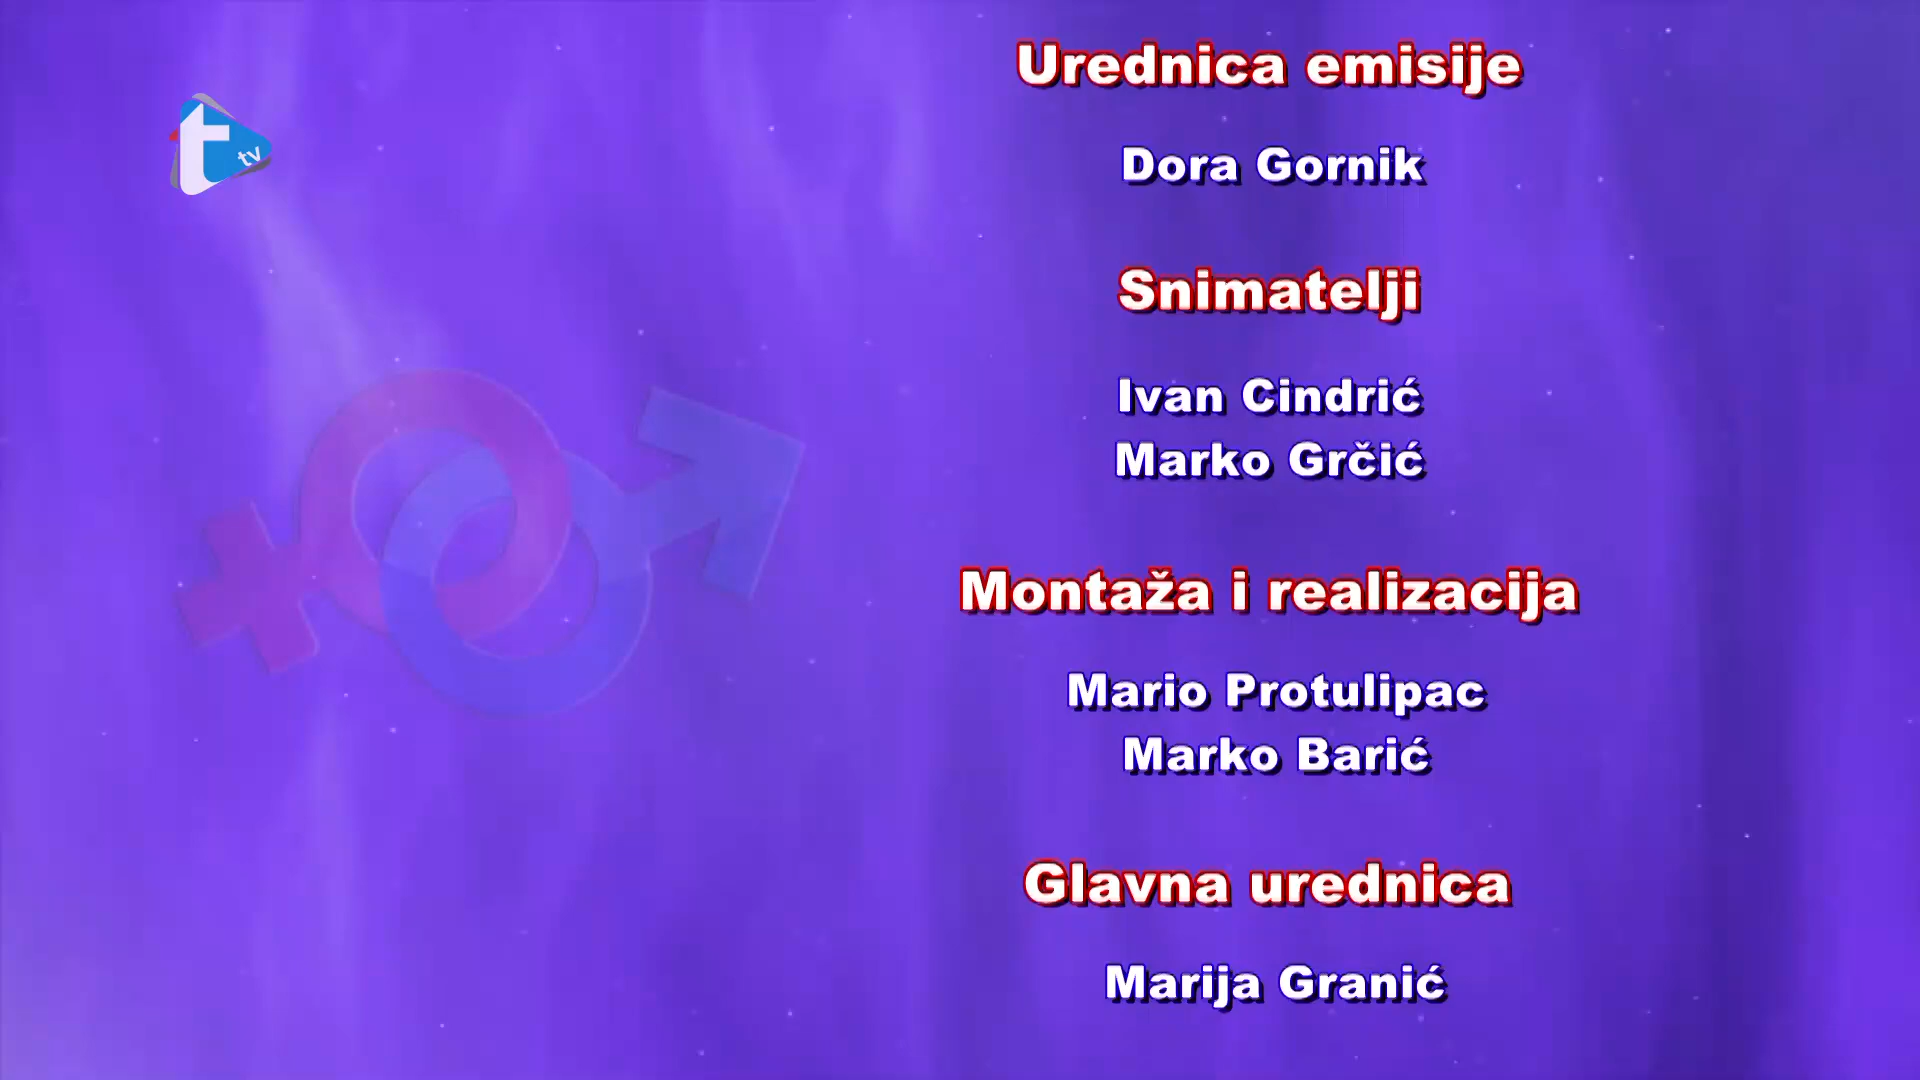 t tv
Urednica emisije
Dora Gornik
Snimatelji
Ivan Cindrić
Marko Grčić
Montaža i realizacija
Mario Protulipac
Marko Barić
Glavna urednica
Marija Granić